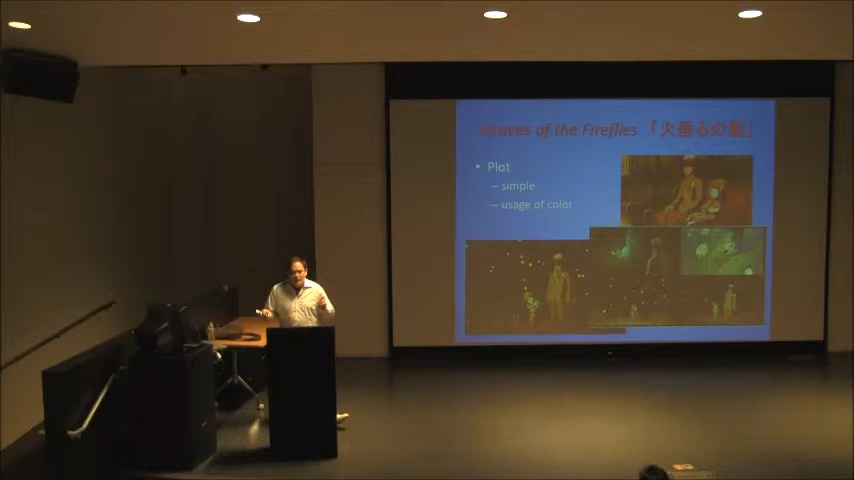 Graves of the Fireflies 「火垂るの墓」
• Plot
– simple
– usage of color